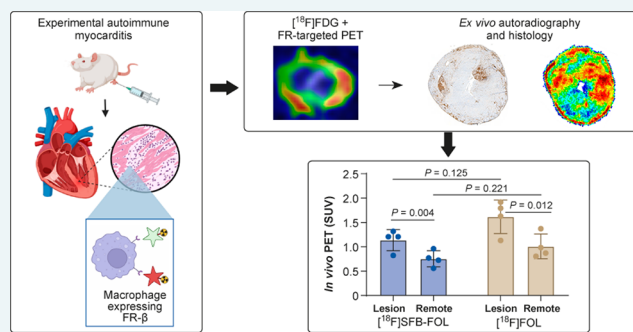 Experimental autoimmune
myocarditis
Macrophage
expressing
FR-β
[¹⁸F]FDG +
FR-targeted PET
Ex vivo autoradiography
and histology
In vivo PET (SUV)
2.5
2.0
1.5
1.0
0.5
0
P = 0.125
P = 0.221
P = 0.004
P = 0.012
Lesion Remote Lesion Remote
[¹⁸F]SFB-FOL [¹⁸F]FOL